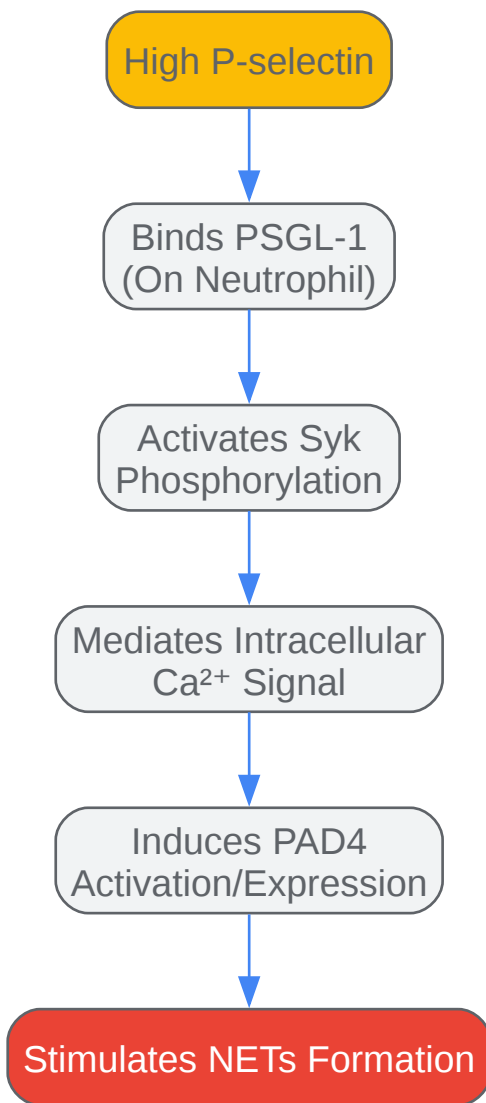 High P-selectin
Binds PSGL-1
(On Neutrophil)
Activates Syk
Phosphorylation
Mediates Intracellular
Ca²⁺ Signal
Induces PAD4
Activation/Expression
Stimulates NETs Formation